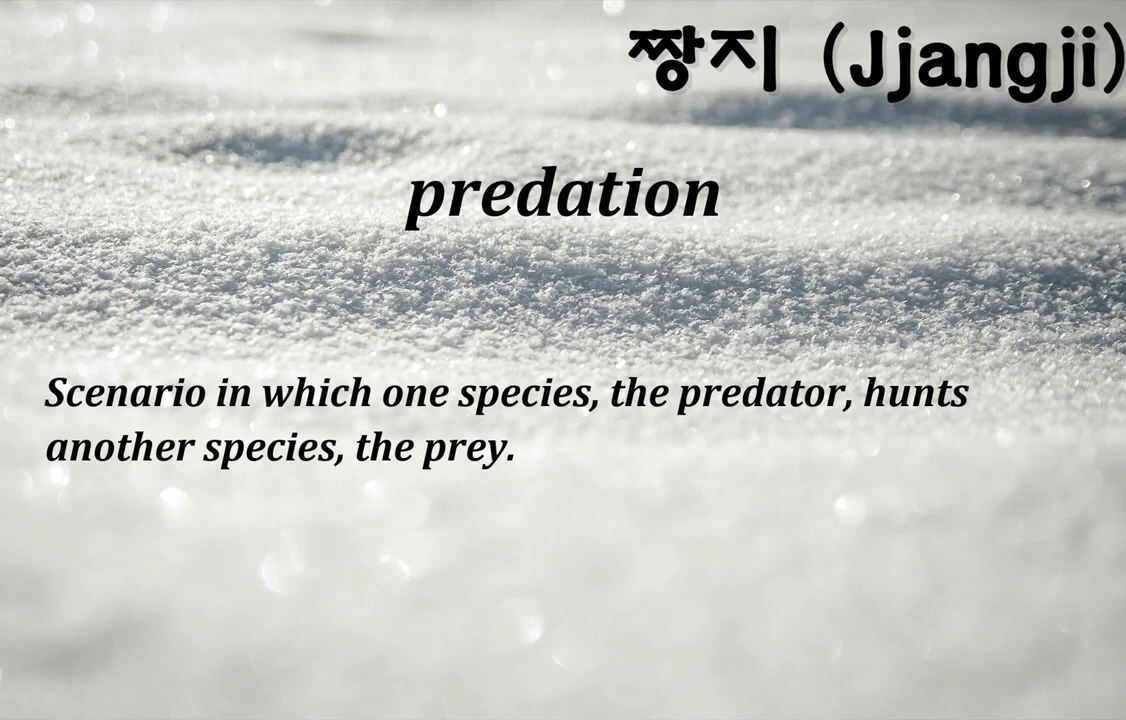 짱지 (Jjangji)
predation
Scenario in which one species, the predator, hunts
another species, the prey.